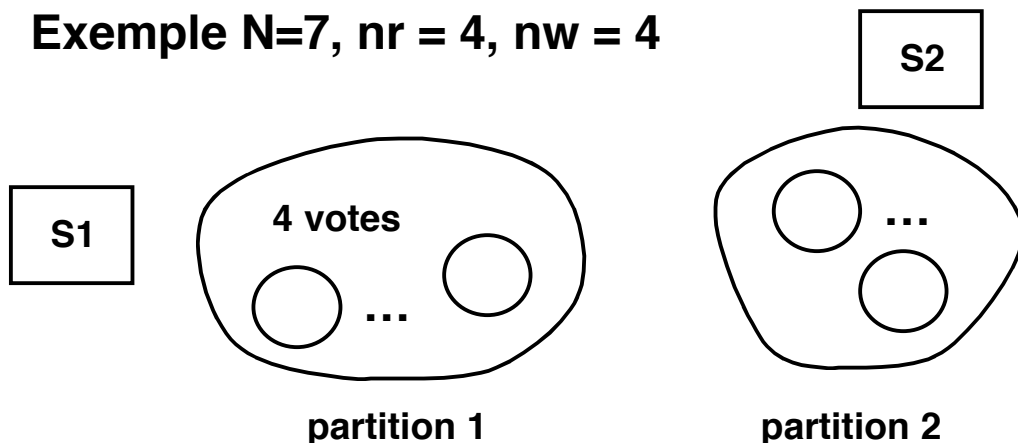 Exemple N=7, nr = 4, nw = 4
S2
S1
4 votes
...
...
partition 1
partition 2